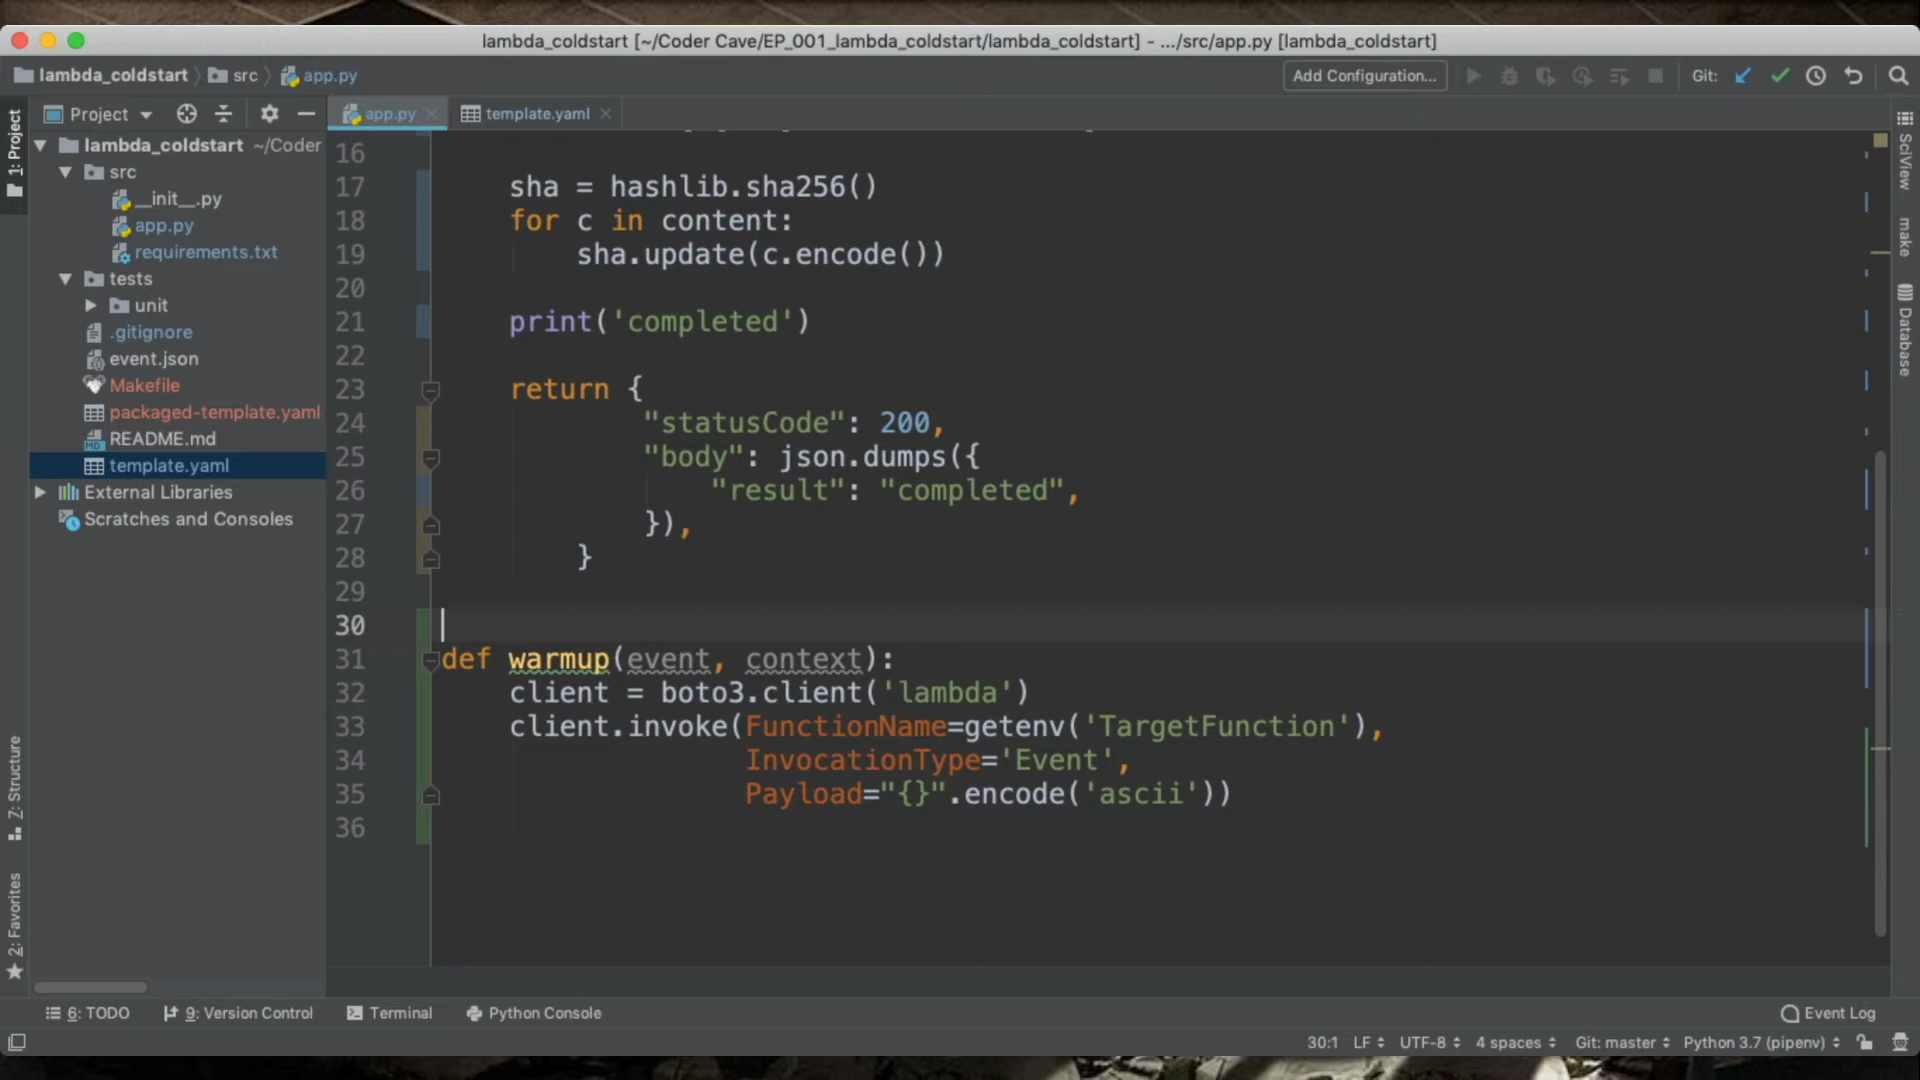 lambda_coldstart [~/Coder Cave/EP_001_lambda_coldstart/lambda_coldstart] - .../src/app.py [lambda_coldstart]
lambda_coldstart
src
app.py
Add Configuration...
Git:
1: Project
Project
app.py
template.yaml
lambda_coldstart ~/Coder
src
__init__.py
app.py
requirements.txt
tests
unit
.gitignore
event.json
Makefile
packaged-template.yaml
README.md
template.yaml
External Libraries
Scratches and Consoles
16
17 sha = hashlib.sha256()
18 for c in content:
19 sha.update(c.encode())
20
21 print('completed')
22
23 return {
24 "statusCode": 200,
25 "body": json.dumps({
26 "result": "completed",
27 }),
28 }
29
30
31 def warmup(event, context):
32 client = boto3.client('lambda')
33 client.invoke(FunctionName=getenv('TargetFunction'),
34 InvocationType='Event',
35 Payload="{}".encode('ascii'))
36
SciView
make
Database
7: Structure
2: Favorites
6: TODO
9: Version Control
Terminal
Python Console
Event Log
30:1 LF UTF-8 4 spaces Git: master Python 3.7 (pipenv)